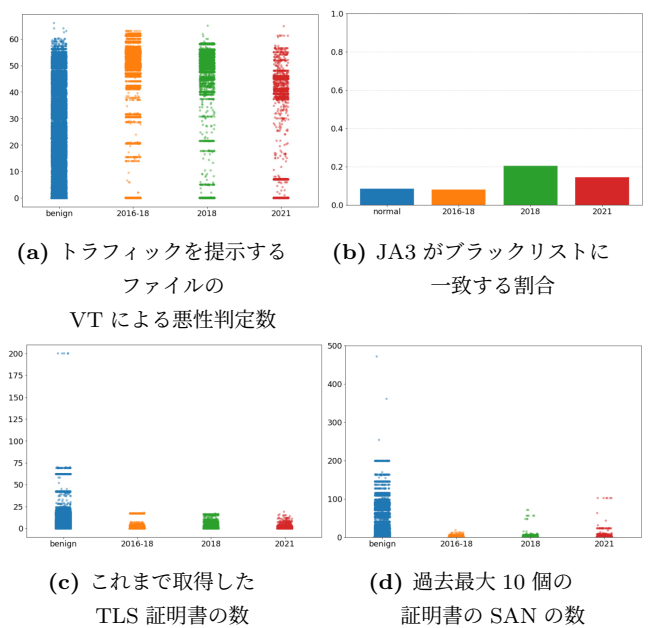 60
50
40
30
20
10
0
benign 2016-18 2018 2021
1.0
0.8
0.6
0.4
0.2
0.0
normal 2016-18 2018 2021
(a) トラフィックを提示する
ファイルの
VT による悪性判定数
(b) JA3 がブラックリストに
一致する割合
200
175
150
125
100
75
50
25
0
benign 2016-18 2018 2021
500
400
300
200
100
0
benign 2016-18 2018 2021
(c) これまで取得した
TLS 証明書の数
(d) 過去最大 10 個の
証明書の SAN の数